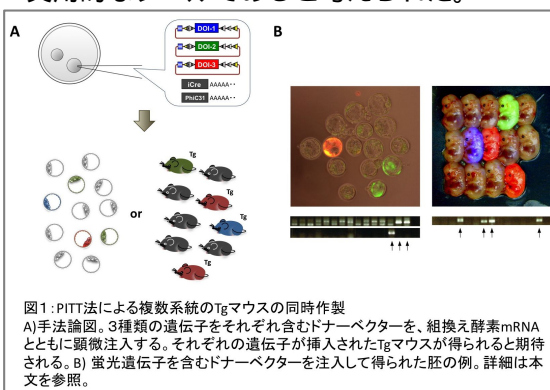 A
B
DOI-1
DOI-2
DOI-3
iCre AAAAA··
PhiC31 AAAAA··
Tg
Tg
Tg
Tg
or
図1:PITT法による複数系統のTgマウスの同時作製
A)手法論図。3種類の遺伝子をそれぞれ含むドナーベクターを、組換え酵素mRNA
とともに顕微注入する。それぞれの遺伝子が挿入されたTgマウスが得られると期待
される。B) 蛍光遺伝子を含むドナーベクターを注入して得られた胚の例。詳細は本
文を参照。